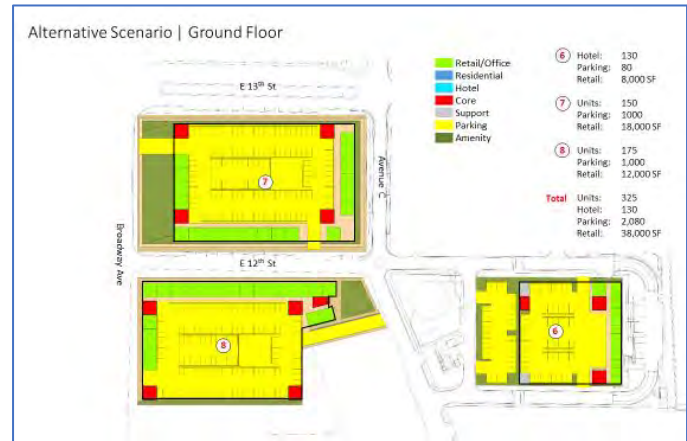 Alternative Scenario | Ground Floor
E 13th St
Retail/Office
Residential
Hotel
Core
Support
Parking
Amenity
6 Hotel: 130
Parking: 80
Retail: 8,000 SF
7 Units: 150
Parking: 1000
Retail: 18,000 SF
8 Units: 175
Parking: 1,000
Retail: 12,000 SF
Total Units: 325
Hotel: 130
Parking: 2,080
Retail: 38,000 SF
7
Avenue C
Broadway Ave
E 12th St
8
6